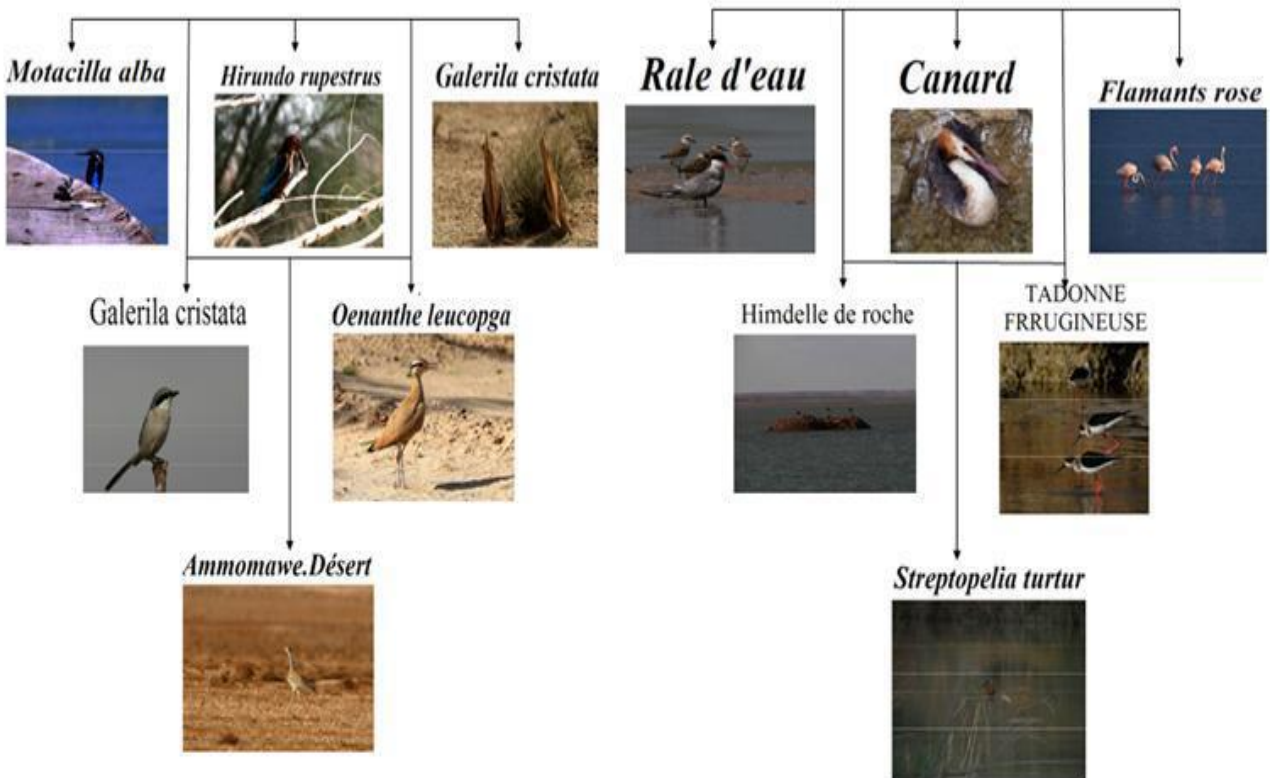 Motacilla alba
Hirundo rupestrus
Galerila cristata
Rale d'eau
Canard
Flamants rose
Galerila cristata
Oenanthe leucopga
Himdelle de roche
TADONNE
FRRUGINEUSE
Ammomawe.Désert
Streptopelia turtur